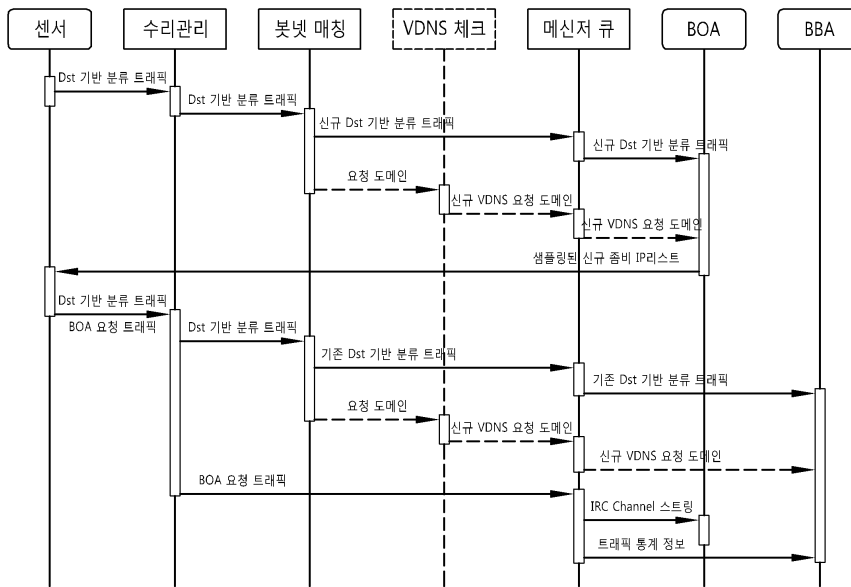 센서
수리관리
봇넷 매칭
VDNS 체크
메신저 큐
BOA
BBA
Dst 기반 분류 트래픽
Dst 기반 분류 트래픽
신규 Dst 기반 분류 트래픽
신규 Dst 기반 분류 트래픽
요청 도메인
신규 VDNS 요청 도메인
신규 VDNS 요청 도메인
샘플링된 신규 좀비 IP리스트
Dst 기반 분류 트래픽
BOA 요청 트래픽
Dst 기반 분류 트래픽
기존 Dst 기반 분류 트래픽
기존 Dst 기반 분류 트래픽
요청 도메인
신규 VDNS 요청 도메인
신규 VDNS 요청 도메인
BOA 요청 트래픽
IRC Channel 스트링
트래픽 통계 정보